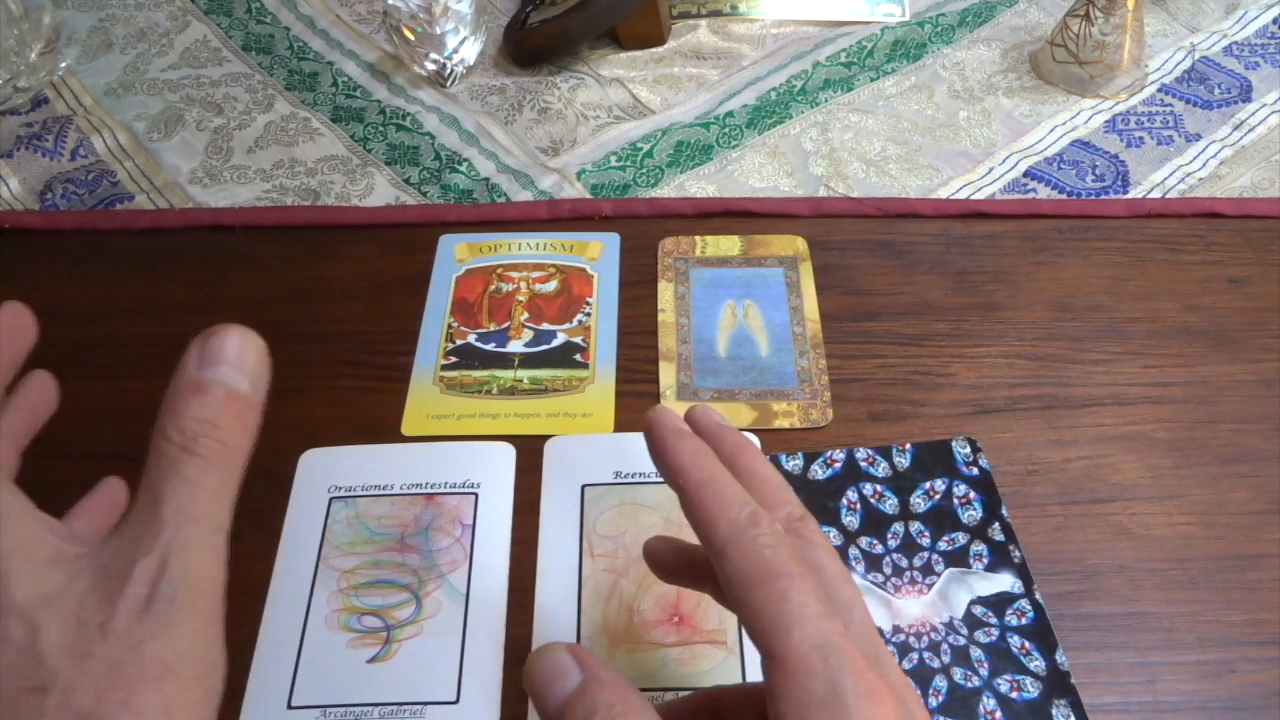 OPTIMISM
I expect good things to happen, and they do!
Oraciones contestadas
Arcángel Gabriel: